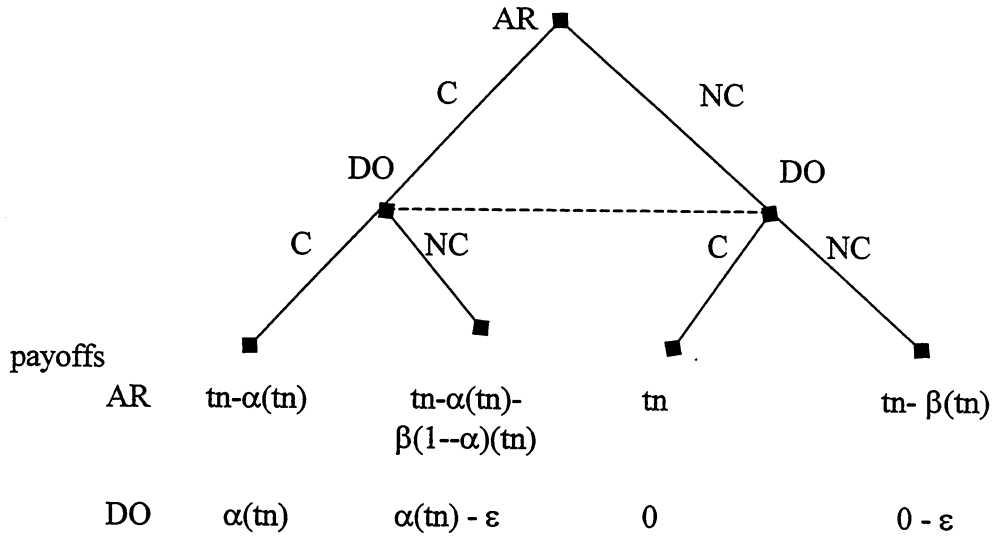 AR
C
NC
DO
DO
C
NC
C
NC
payoffs
AR tn-α(tn) tn-α(tn)- tn tn- β(tn)
β(1--α)(tn)
DO α(tn) α(tn) - ε 0 0 - ε